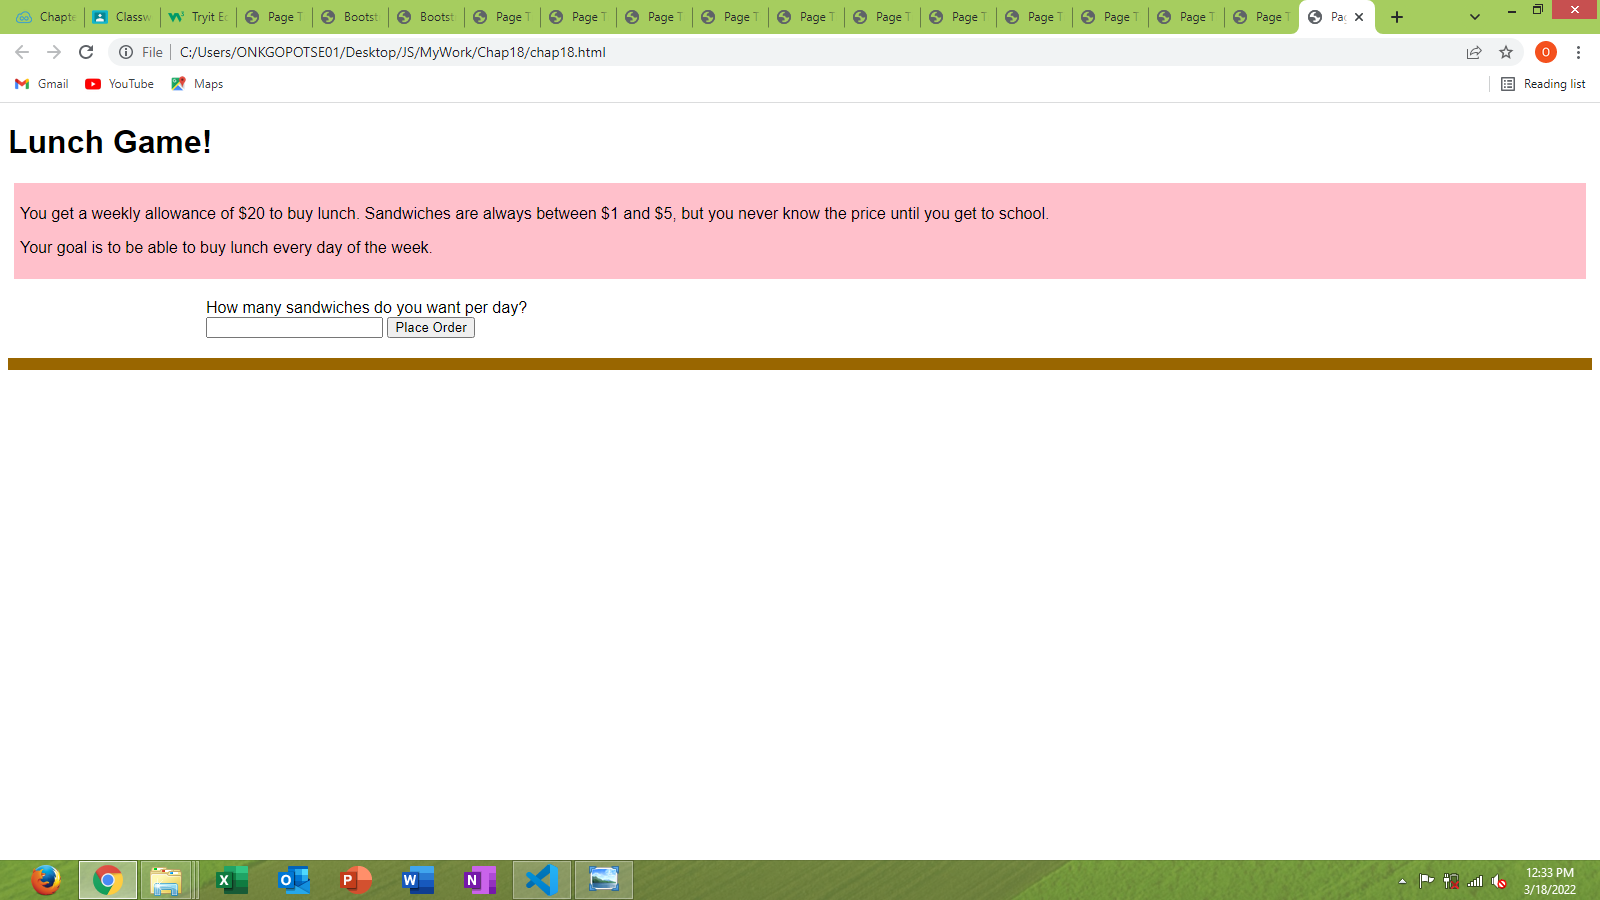 Chapte
Classw
Tryit Ed
Page T
Bootst
Bootst
Page T
Page T
Page T
Page T
Page T
Page T
Page T
Page T
Page T
Page T
Page T
Pag
File
C:/Users/ONKGOPOTSE01/Desktop/JS/MyWork/Chap18/chap18.html
O
Gmail
YouTube
Maps
Reading list
Lunch Game!
You get a weekly allowance of $20 to buy lunch. Sandwiches are always between $1 and $5, but you never know the price until you get to school.
Your goal is to be able to buy lunch every day of the week.
How many sandwiches do you want per day?
Place Order
12:33 PM
3/18/2022